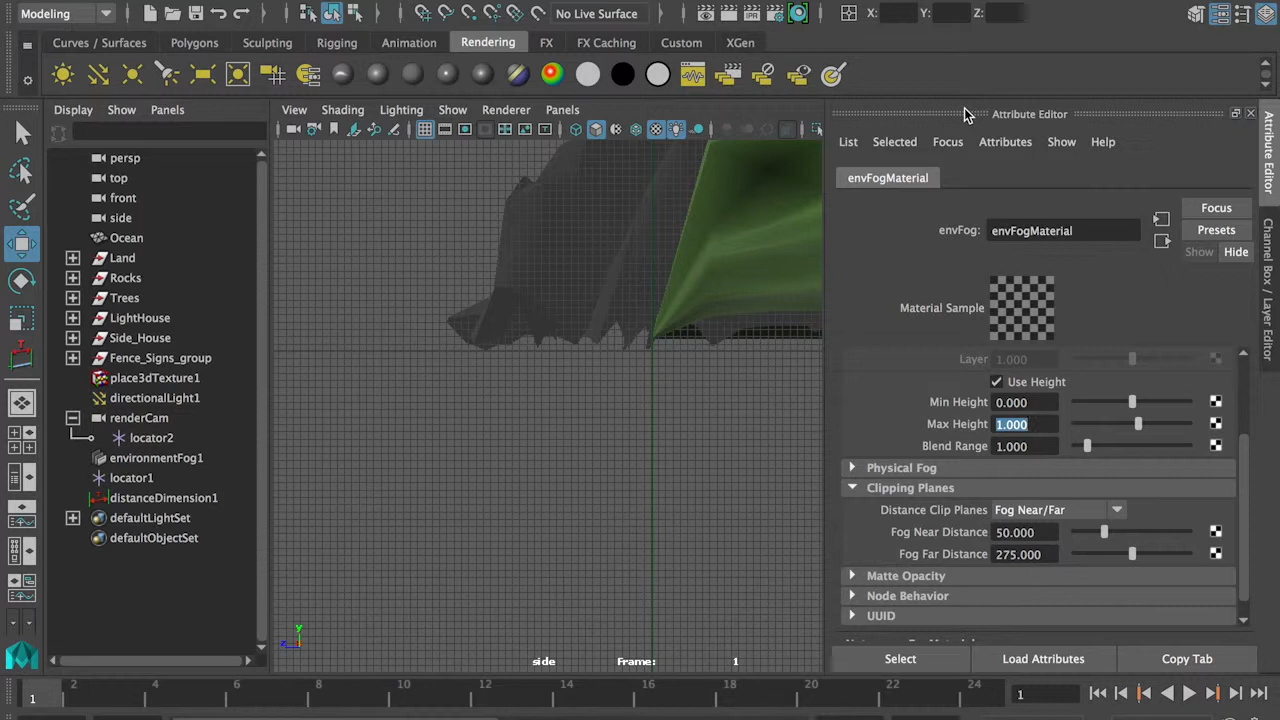 Modeling
No Live Surface
X:
Y:
Z:
Curves / Surfaces
Polygons
Sculpting
Rigging
Animation
Rendering
FX
FX Caching
Custom
XGen
IPR
Display
Show
Panels
persp
top
front
side
Ocean
Land
Rocks
Trees
LightHouse
Side_House
Fence_Signs_group
place3dTexture1
directionalLight1
renderCam
locator2
environmentFog1
locator1
distanceDimension1
defaultLightSet
defaultObjectSet
View
Shading
Lighting
Show
Renderer
Panels
y
z
side
Frame:
1
Attribute Editor
List
Selected
Focus
Attributes
Show
Help
envFogMaterial
envFog:
envFogMaterial
Focus
Presets
Show
Hide
Material Sample
Layer 1.000
Use Height
Min Height 0.000
Max Height 1.000
Blend Range 1.000
Physical Fog
Clipping Planes
Distance Clip Planes Fog Near/Far
Fog Near Distance 50.000
Fog Far Distance 275.000
Matte Opacity
Node Behavior
UUID
Select
Load Attributes
Copy Tab
Attribute Editor
Channel Box / Layer Editor
1
2
4
6
8
10
12
14
16
18
20
22
24
1